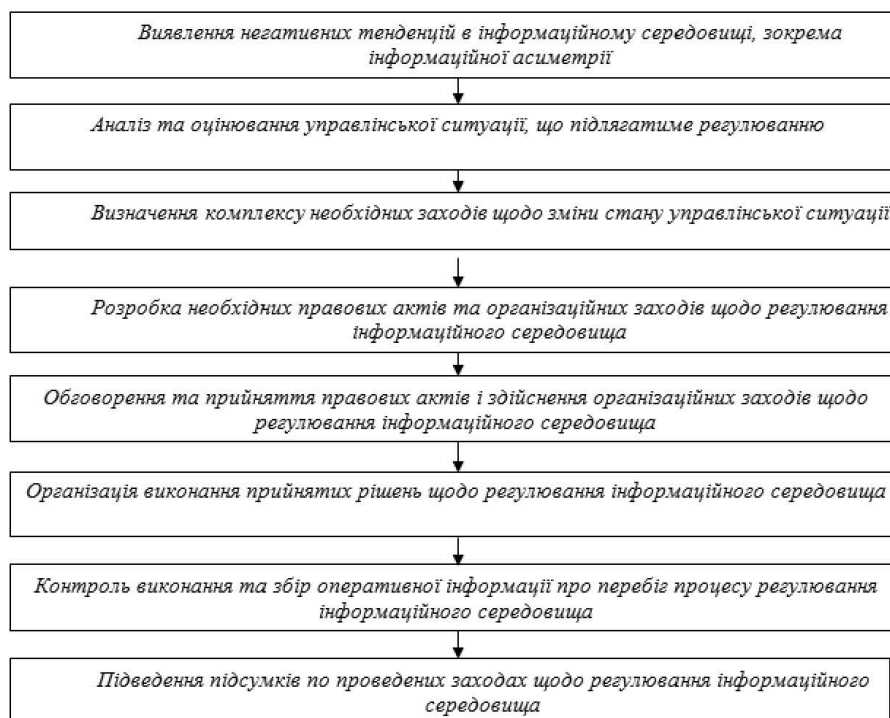 Виявлення негативних тенденцій в інформаційному середовищі, зокрема
інформаційної асиметрії
Аналіз та оцінювання управлінської ситуації, що підлягатиме регулюванню
Визначення комплексу необхідних заходів щодо зміни стану управлінської ситуації
Розробка необхідних правових актів та організаційних заходів щодо регулювання
інформаційного середовища
Обговорення та прийняття правових актів і здійснення організаційних заходів щодо
регулювання інформаційного середовища
Організація виконання прийнятих рішень щодо регулювання інформаційного середовища
Контроль виконання та збір оперативної інформації про перебіг процесу регулювання
інформаційного середовища
Підведення підсумків по проведених заходах щодо регулювання інформаційного
середовища